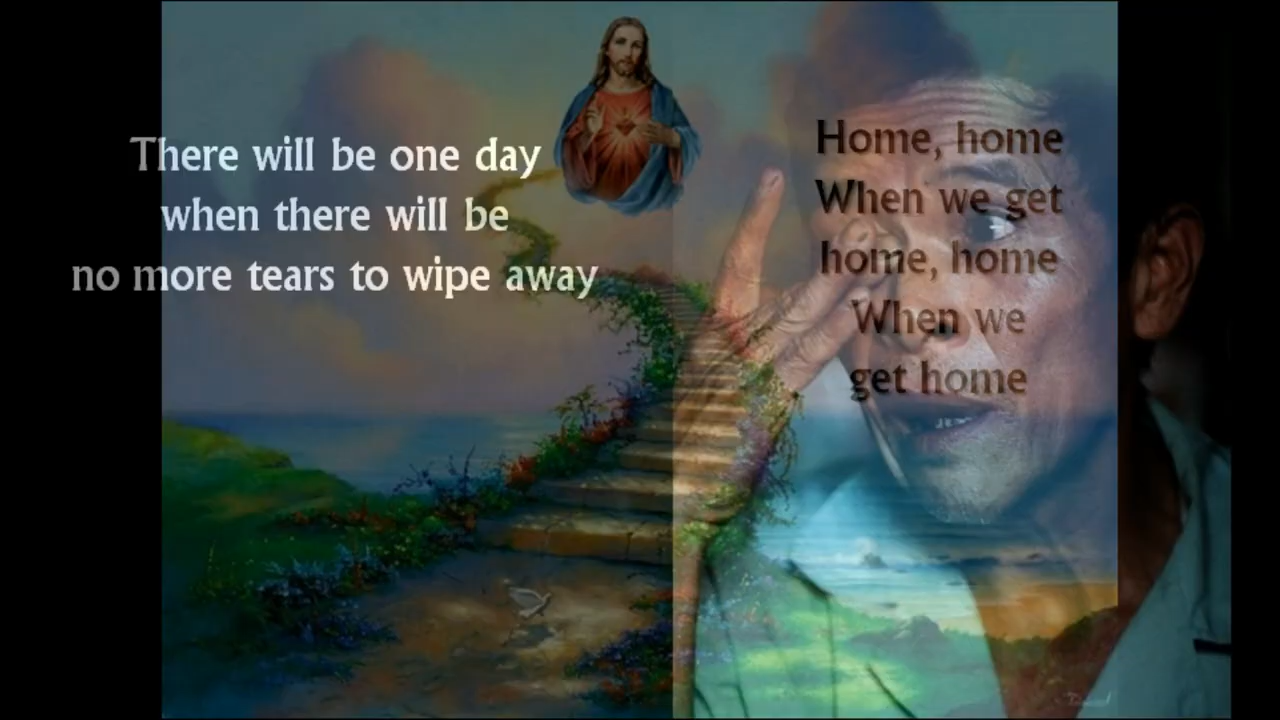 There will be one day
when there will be
no more tears to wipe away
Home, home
When we get
home, home
When we
get home